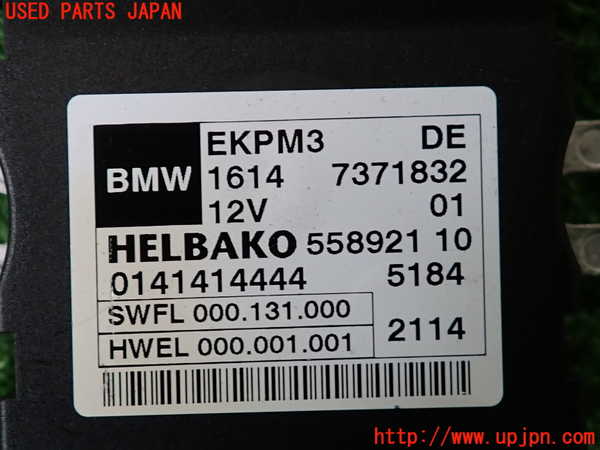 USED PARTS JAPAN
BMW
EKPM3 DE
1614 7371832
12V 01
HELBAKO 558921 10
0141414444 5184
SWFL 000.131.000
HWEL 000.001.001
2114
http://www.upjpn.com/